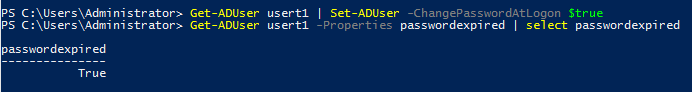 PS C:\Users\Administrator> Get-ADUser usert1 | Set-ADUser -ChangePasswordAtLogon $true
PS C:\Users\Administrator> Get-ADUser usert1 -Properties passwordexpired | select passwordexpired
passwordexpired
---------------
True